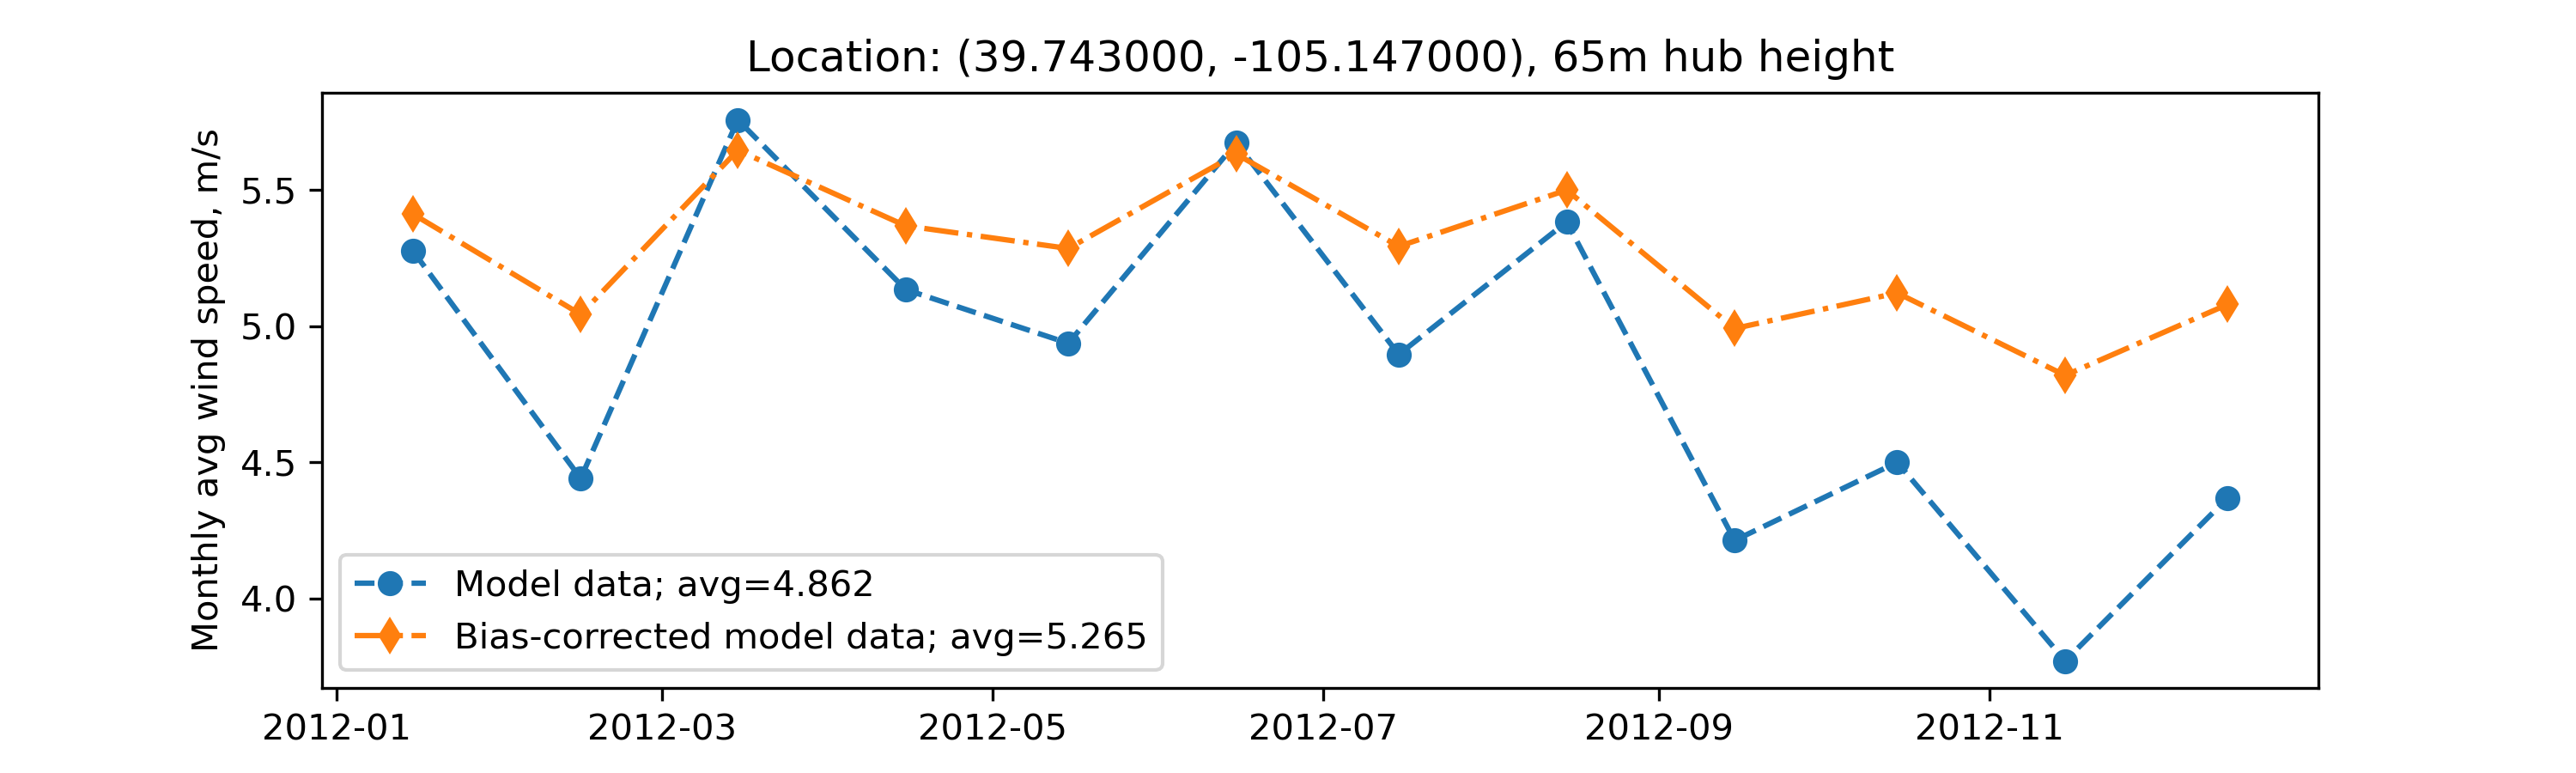 Location: (39.743000, -105.147000), 65m hub height
Monthly avg wind speed, m/s
5.5
5.0
4.5
4.0
Model data; avg=4.862
Bias-corrected model data; avg=5.265
2012-01 2012-03 2012-05 2012-07 2012-09 2012-11